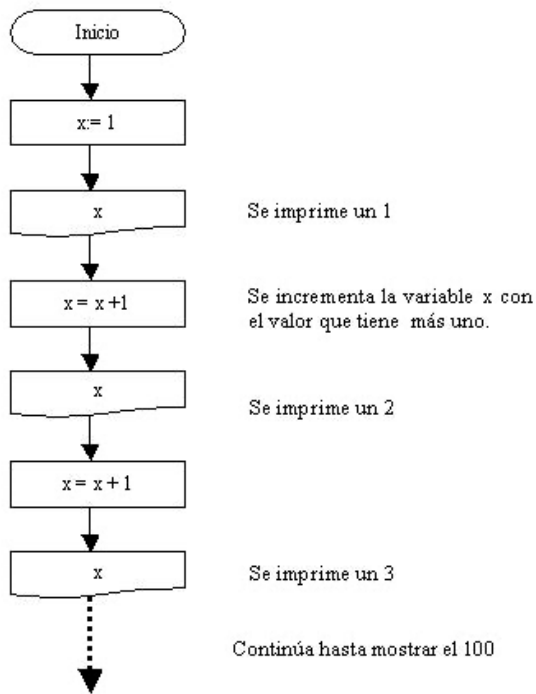 Inicio
x:= 1
x
Se imprime un 1
x = x +1
Se incrementa la variable x con
el valor que tiene más uno.
x
Se imprime un 2
x = x + 1
x
Se imprime un 3
Continúa hasta mostrar el 100